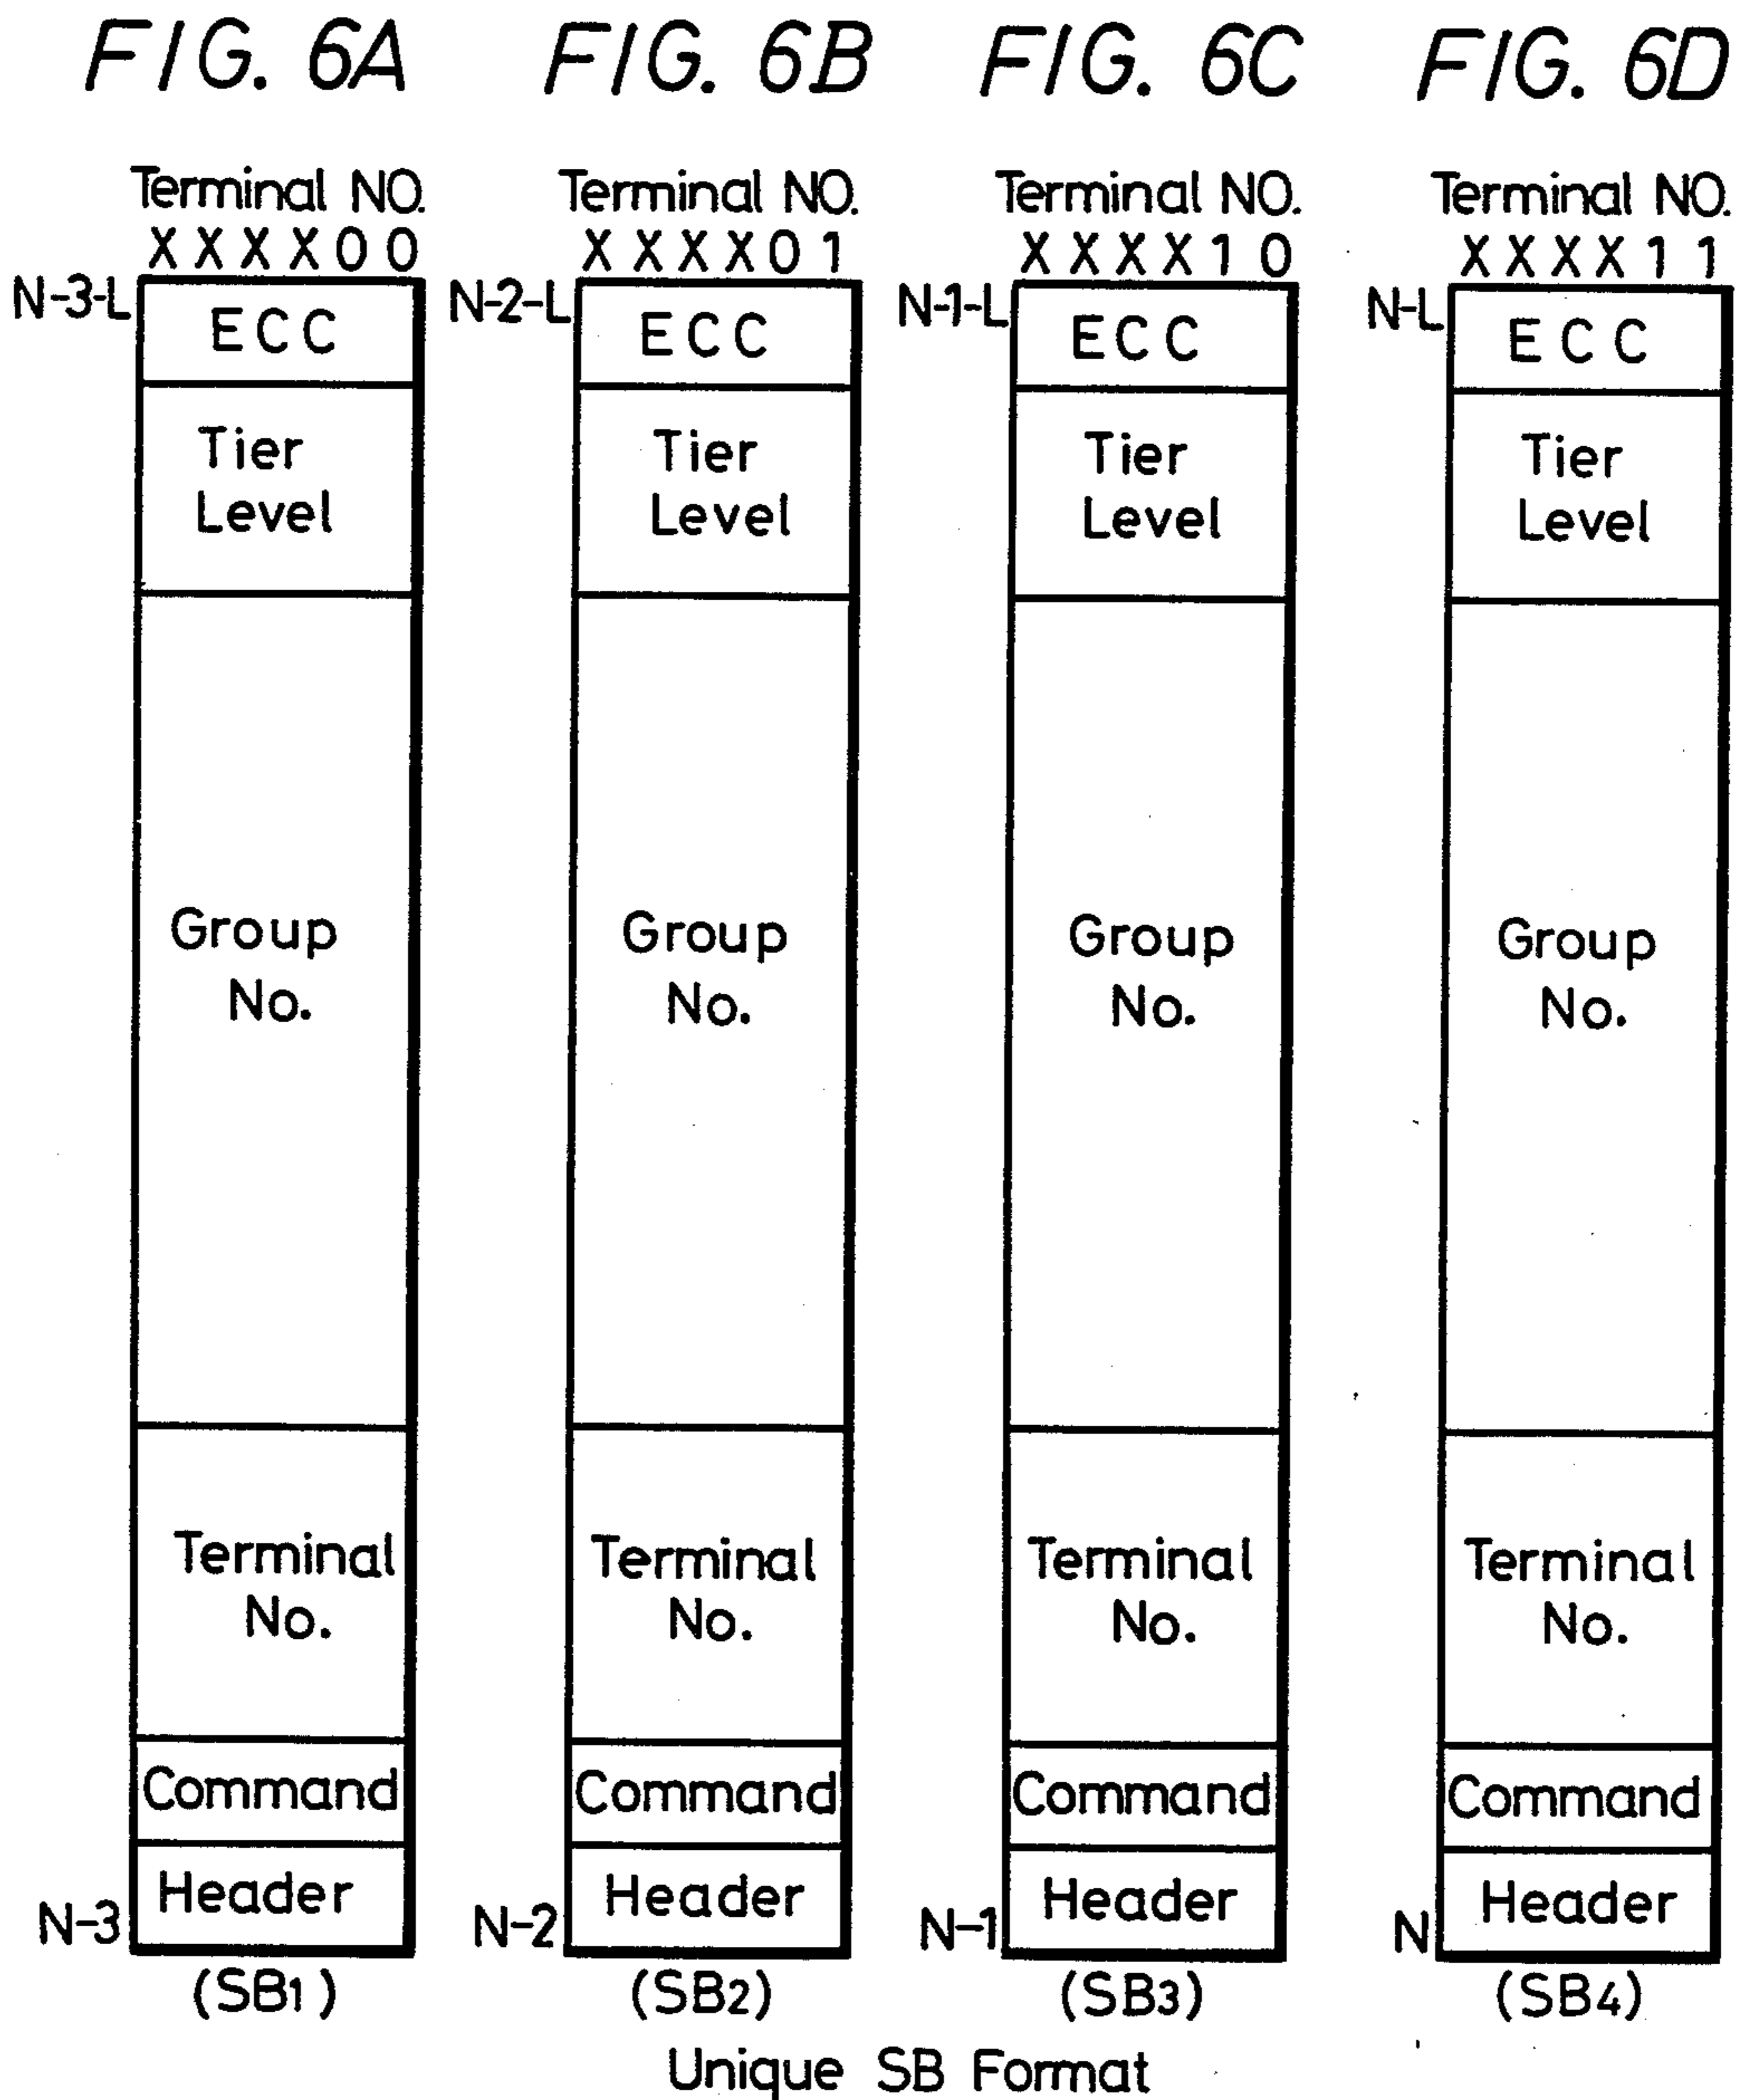 FIG. 6A
Terminal NO.
XXXX00
N-3-L
ECC
Tier
Level
Group
No.
Terminal
No.
Command
Header
N-3
(SB1)
FIG. 6B
Terminal NO.
XXXX01
N-2-L
ECC
Tier
Level
Group
No.
Terminal
No.
Command
Header
N-2
(SB2)
FIG. 6C
Terminal NO.
XXXX10
N-1-L
ECC
Tier
Level
Group
No.
Terminal
No.
Command
Header
N-1
(SB3)
FIG. 6D
Terminal NO.
XXXX11
N-L
ECC
Tier
Level
Group
No.
Terminal
No.
Command
Header
N
(SB4)
Unique SB Format